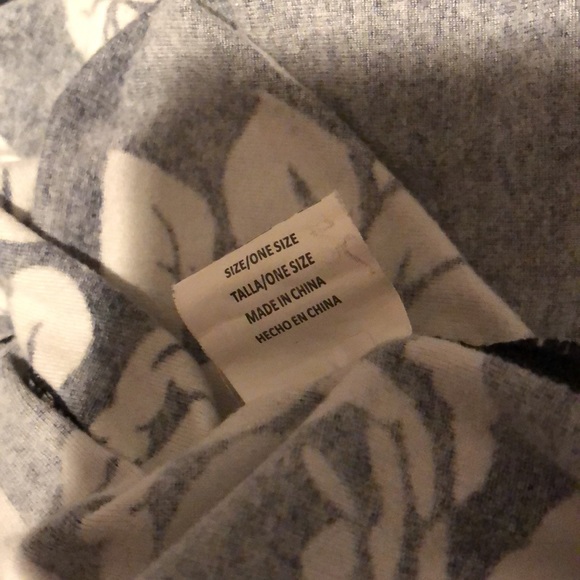 SIZE/ONE SIZE
TALLA/ONE SIZE
MADE IN CHINA
HECHO EN CHINA